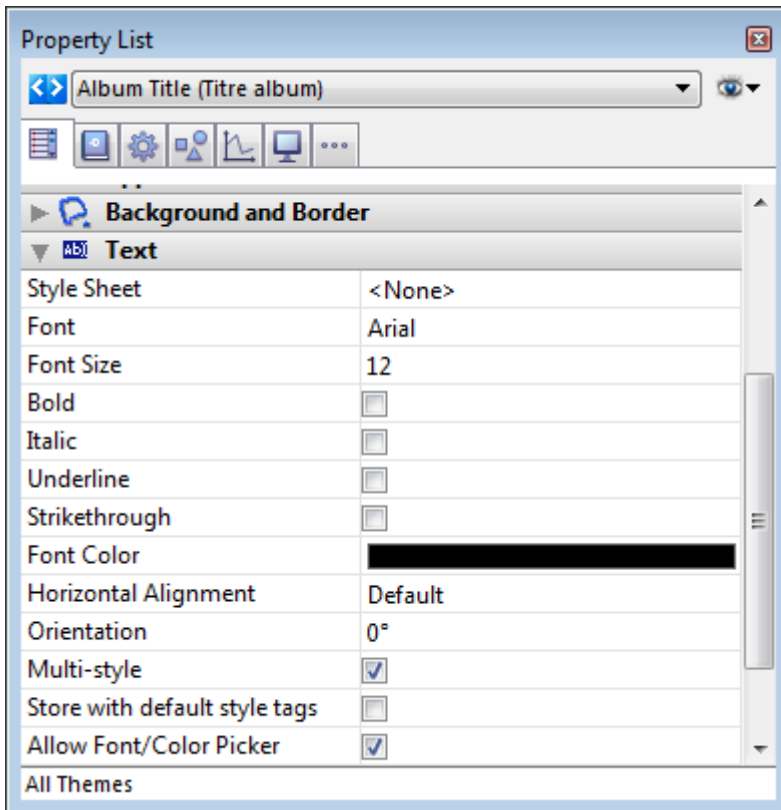 Property List
Album Title (Titre album)
Background and Border
Abl Text
Style Sheet <None>
Font Arial
Font Size 12
Bold
Italic
Underline
Strikethrough
Font Color
Horizontal Alignment Default
Orientation 0°
Multi-style
Store with default style tags
Allow Font/Color Picker
All Themes